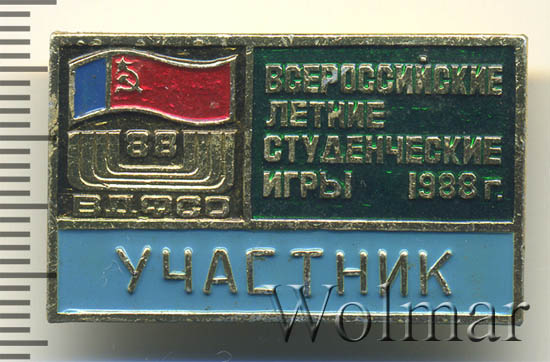 88
ВДФСО
ВСЕРОССИЙСКИЕ
ЛЕТНИЕ
СТУДЕНЧЕСКИЕ
ИГРЫ 1988 г.
УЧАСТНИК
Wolmar